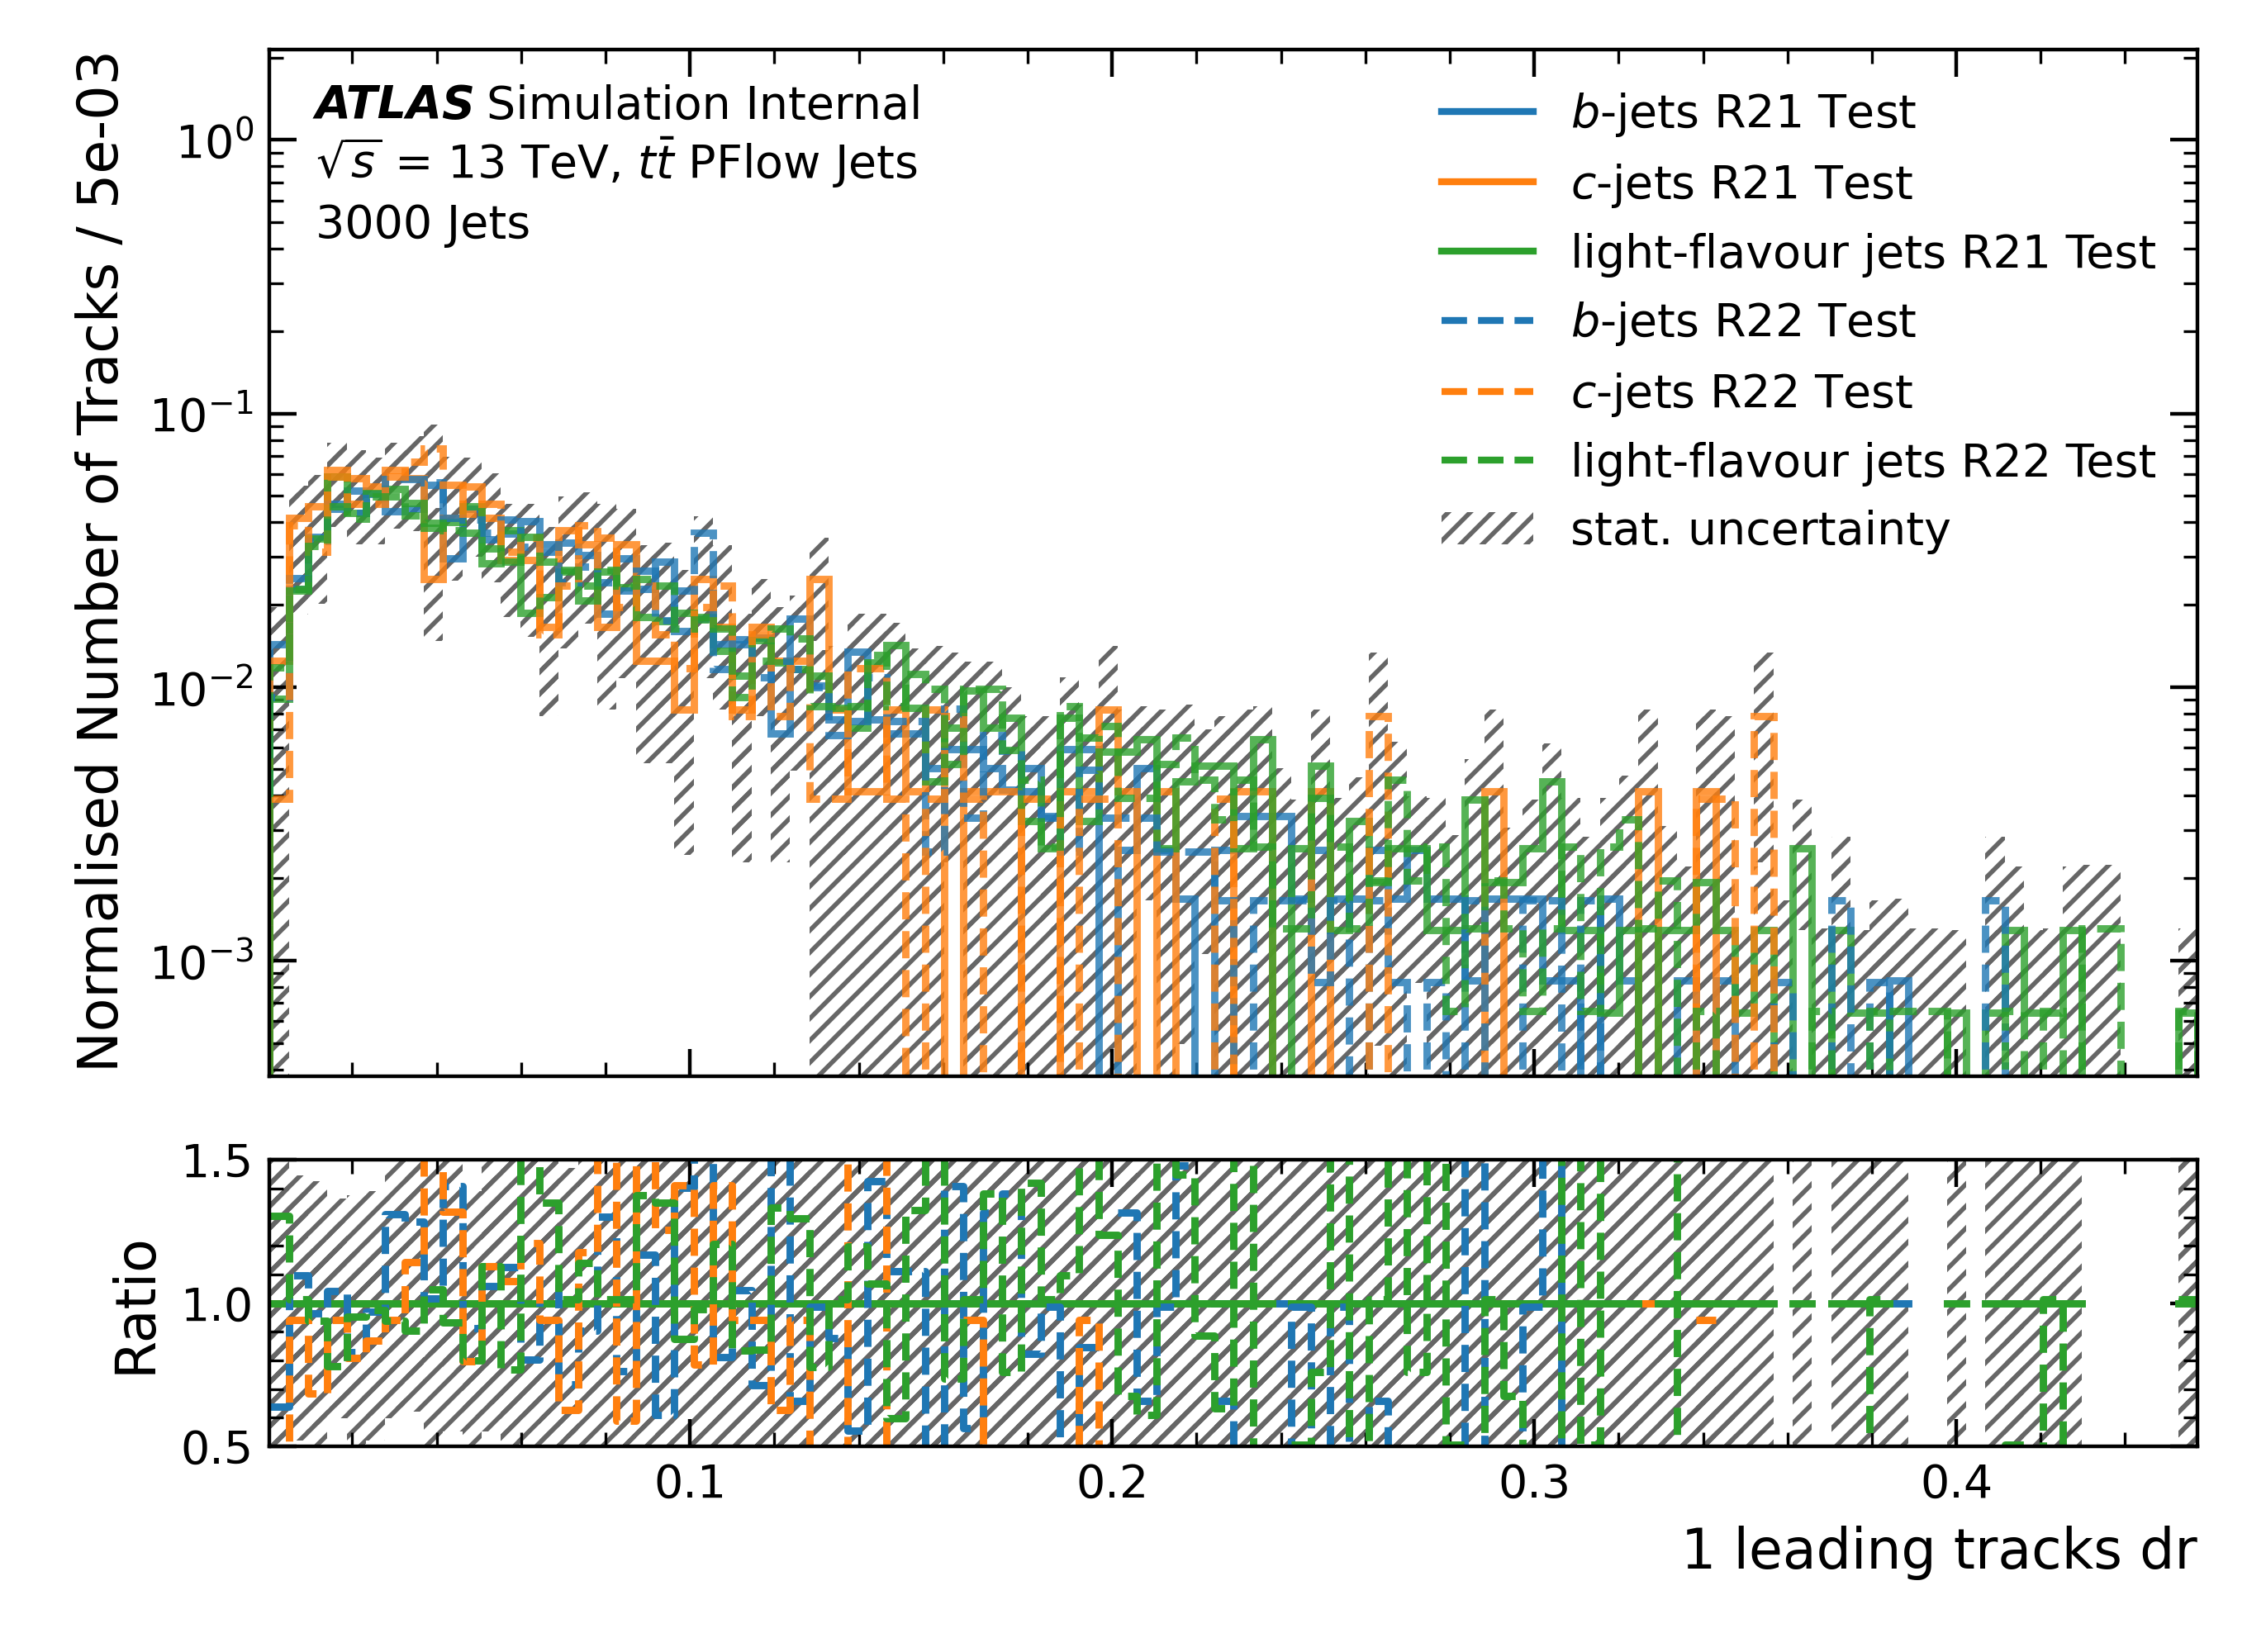 ATLAS Simulation Internal
√s = 13 TeV, tt̄ PFlow Jets
3000 Jets
b-jets R21 Test
c-jets R21 Test
light-flavour jets R21 Test
b-jets R22 Test
c-jets R22 Test
light-flavour jets R22 Test
stat. uncertainty
Normalised Number of Tracks / 5e-03
10⁰
10⁻¹
10⁻²
10⁻³
Ratio
1.5
1.0
0.5
0.1 0.2 0.3 0.4
1 leading tracks dr